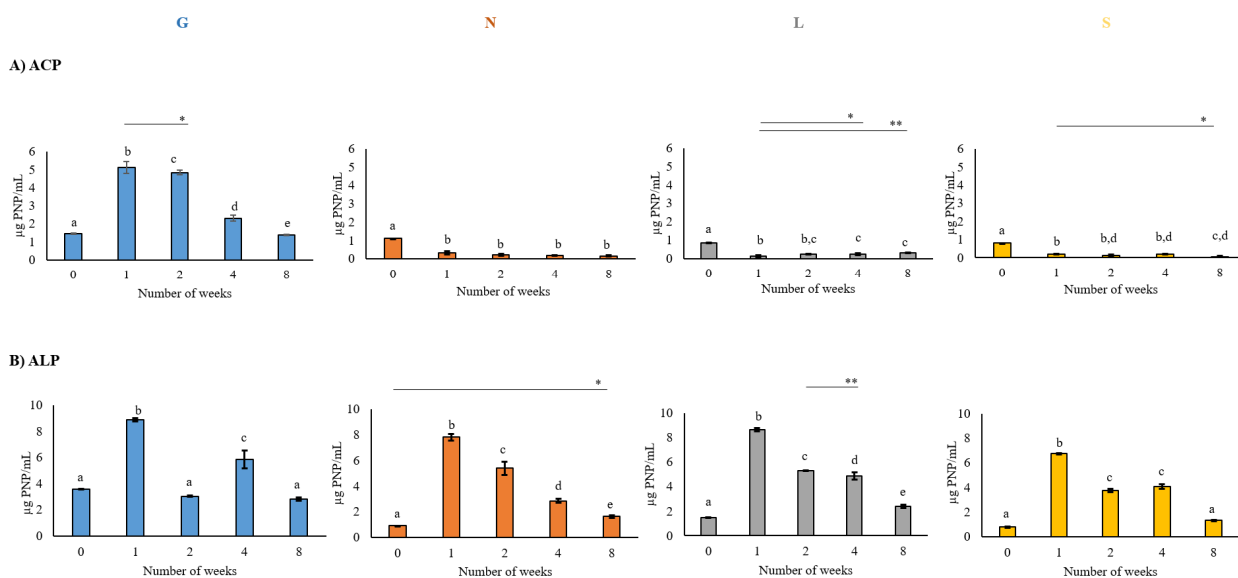 G N L S
A) ACP
* * ** *
µg PNP/mL
6
5
4
3
2
1
0
a b c d e
0 1 2 4 8
Number of weeks
µg PNP/mL
6
5
4
3
2
1
0
a b b b b
0 1 2 4 8
Number of weeks
µg PNP/mL
6
5
4
3
2
1
0
a b b,c c c
0 1 2 4 8
Number of weeks
µg PNP/mL
6
5
4
3
2
1
0
a b b,d b,d c,d
0 1 2 4 8
Number of weeks
B) ALP
* **
µg PNP/mL
10
8
6
4
2
0
a b a c a
0 1 2 4 8
Number of weeks
µg PNP/mL
10
8
6
4
2
0
a b c d e
0 1 2 4 8
Number of weeks
µg PNP/mL
10
8
6
4
2
0
a b c d e
0 1 2 4 8
Number of weeks
µg PNP/mL
10
8
6
4
2
0
a b c c a
0 1 2 4 8
Number of weeks